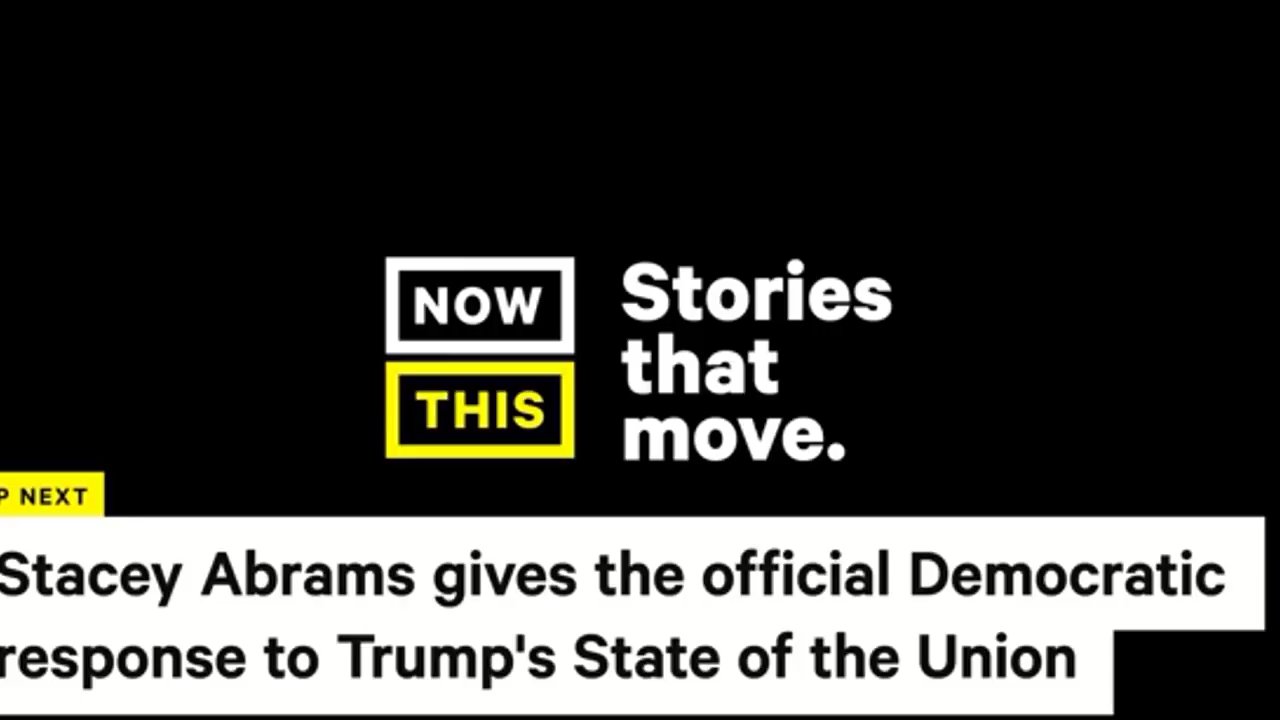 NOW
THIS
Stories
that
move.
P NEXT
Stacey Abrams gives the official Democratic
response to Trump's State of the Union